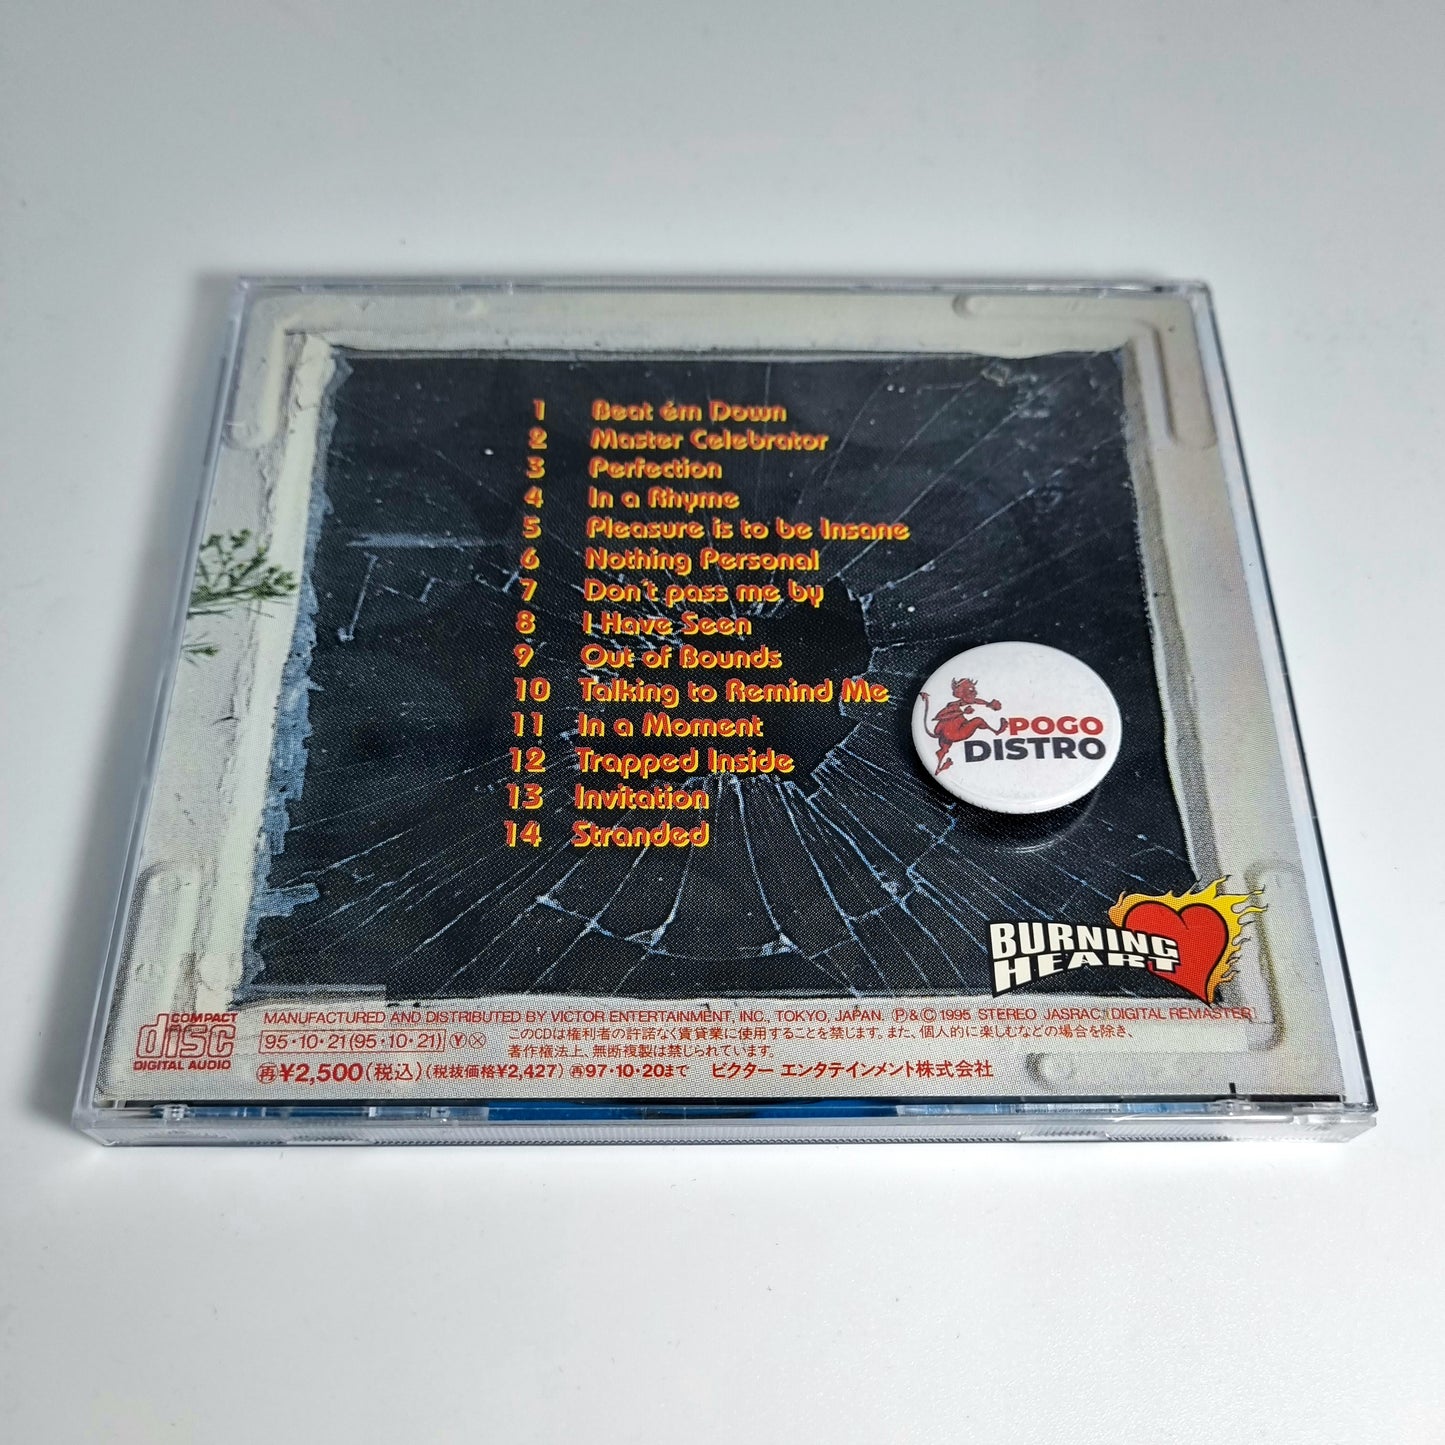 1 Beat ém Down
2 Master Celebrator
3 Perfection
4 In a Rhyme
5 Pleasure is to be Insane
6 Nothing Personal
7 Don't pass me by
8 I Have Seen
9 Out of Bounds
10 Talking to Remind Me
11 In a Moment
12 Trapped Inside
13 Invitation
14 Stranded
POGO
DISTRO
BURNING
HEART
COMPACT
disc
DIGITAL AUDIO
MANUFACTURED AND DISTRIBUTED BY VICTOR ENTERTAINMENT, INC., TOKYO, JAPAN. Ⓟ&Ⓒ 1995 STEREO JASRAC [DIGITAL REMASTER]
95・10・21(95・10・21) Ⓨ Ⓧ
このCDは権利者の許諾なく賃貸業に使用することを禁じます。また、個人的に楽しむなどの場合を除き、
著作権法上、無断複製は禁じられています。
㊢¥2,500(税込)(税抜価格¥2,427) ㊢97・10・20まで ビクター エンタテインメント株式会社